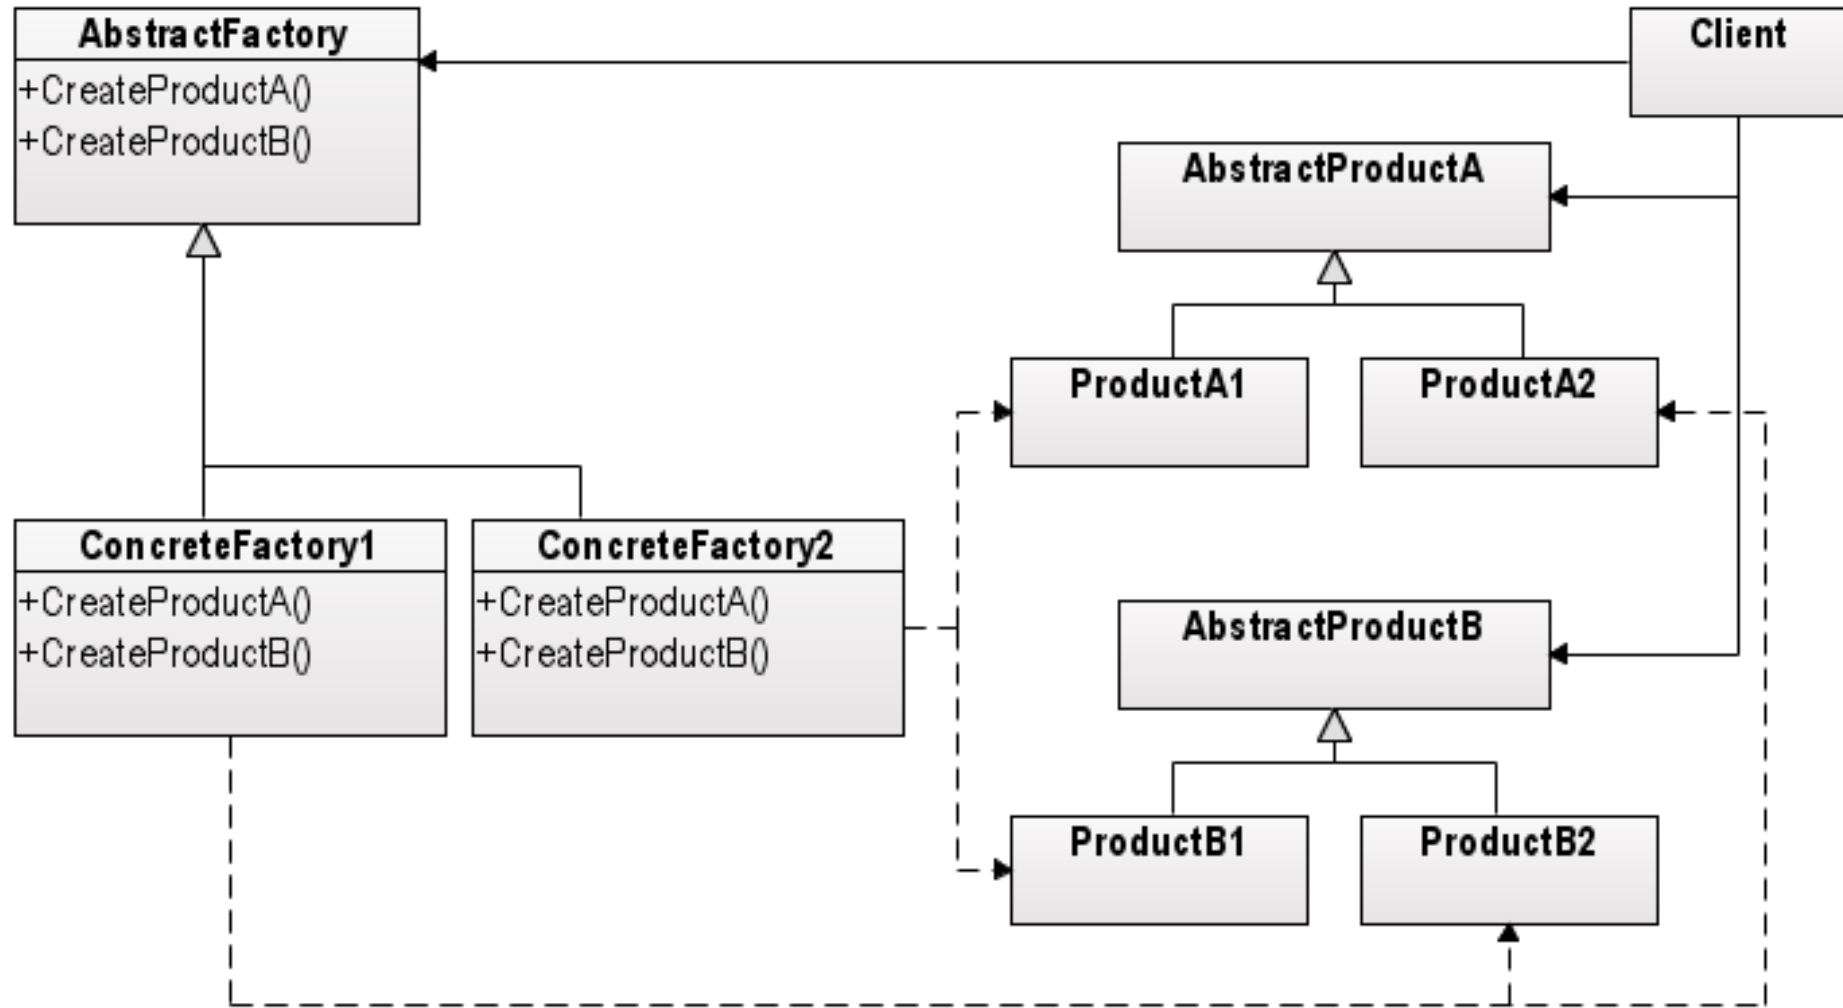 AbstractFactory
+CreateProductA()
+CreateProductB()
Client
AbstractProductA
ProductA1
ProductA2
ConcreteFactory1
+CreateProductA()
+CreateProductB()
ConcreteFactory2
+CreateProductA()
+CreateProductB()
AbstractProductB
ProductB1
ProductB2